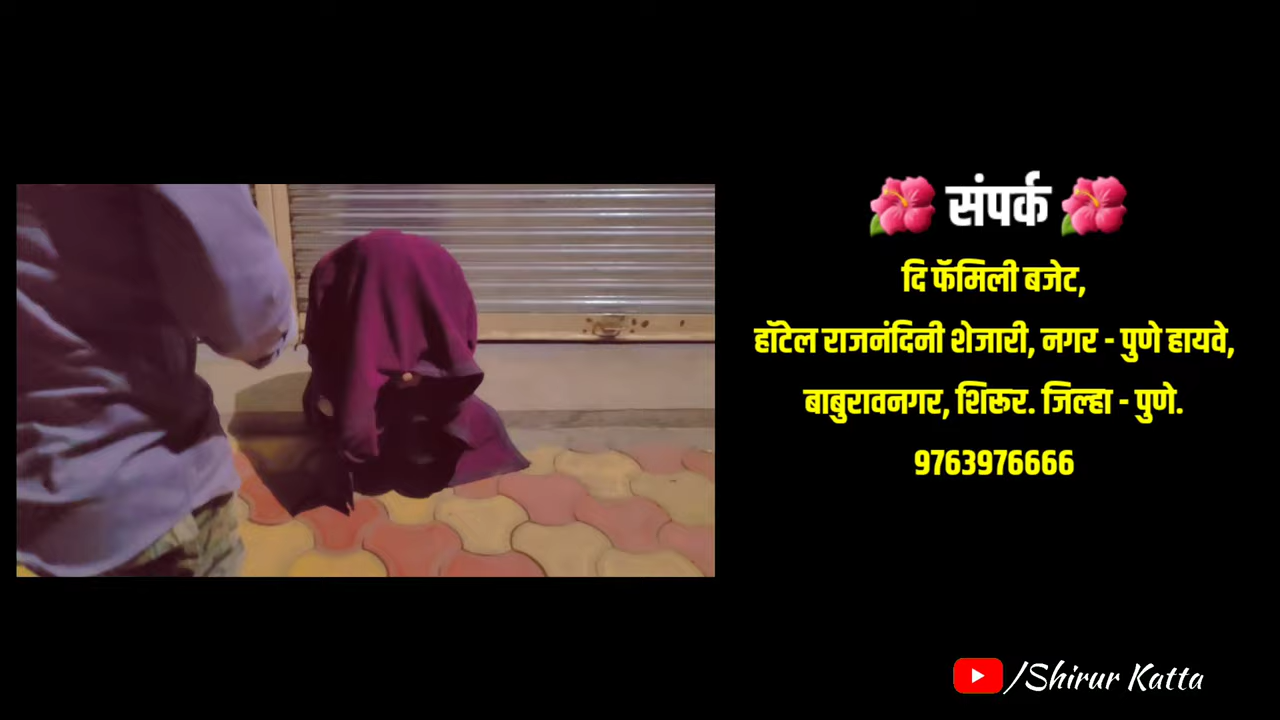 संपर्क
दि फॅमिली बजेट,
हॉटेल राजनंदिनी शेजारी, नगर - पुणे हायवे,
बाबुरावनगर, शिरूर. जिल्हा - पुणे.
9763976666
/Shirur Katta